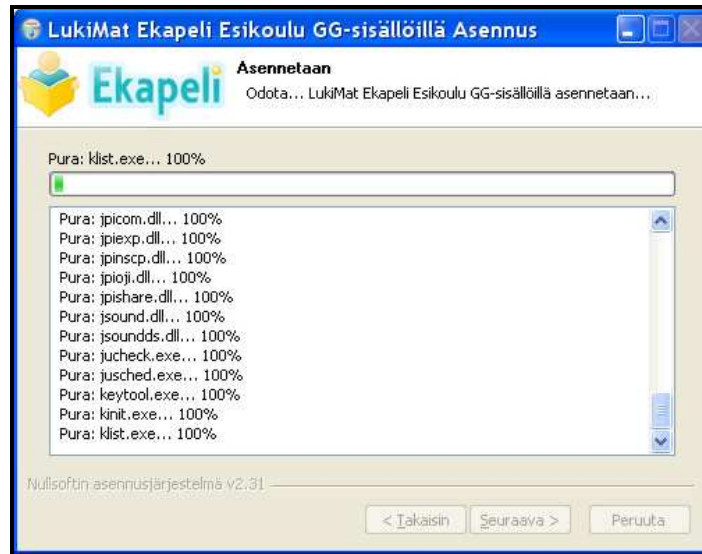 LukiMat Ekapeli Esikoulu GG-sisällöillä Asennus
Ekapeli
Asennetaan
Odota... LukiMat Ekapeli Esikoulu GG-sisällöillä asennetaan...
Pura: klist.exe... 100%
Pura: jpicom.dll... 100%
Pura: jpiexp.dll... 100%
Pura: jpinscp.dll... 100%
Pura: jpioji.dll... 100%
Pura: jpishare.dll... 100%
Pura: jsound.dll... 100%
Pura: jsoundds.dll... 100%
Pura: jucheck.exe... 100%
Pura: jusched.exe... 100%
Pura: keytool.exe... 100%
Pura: kinit.exe... 100%
Pura: klist.exe... 100%
Nullsoftin asennusjärjestelmä v2.31
< Takaisin Seuraava > Peruuta